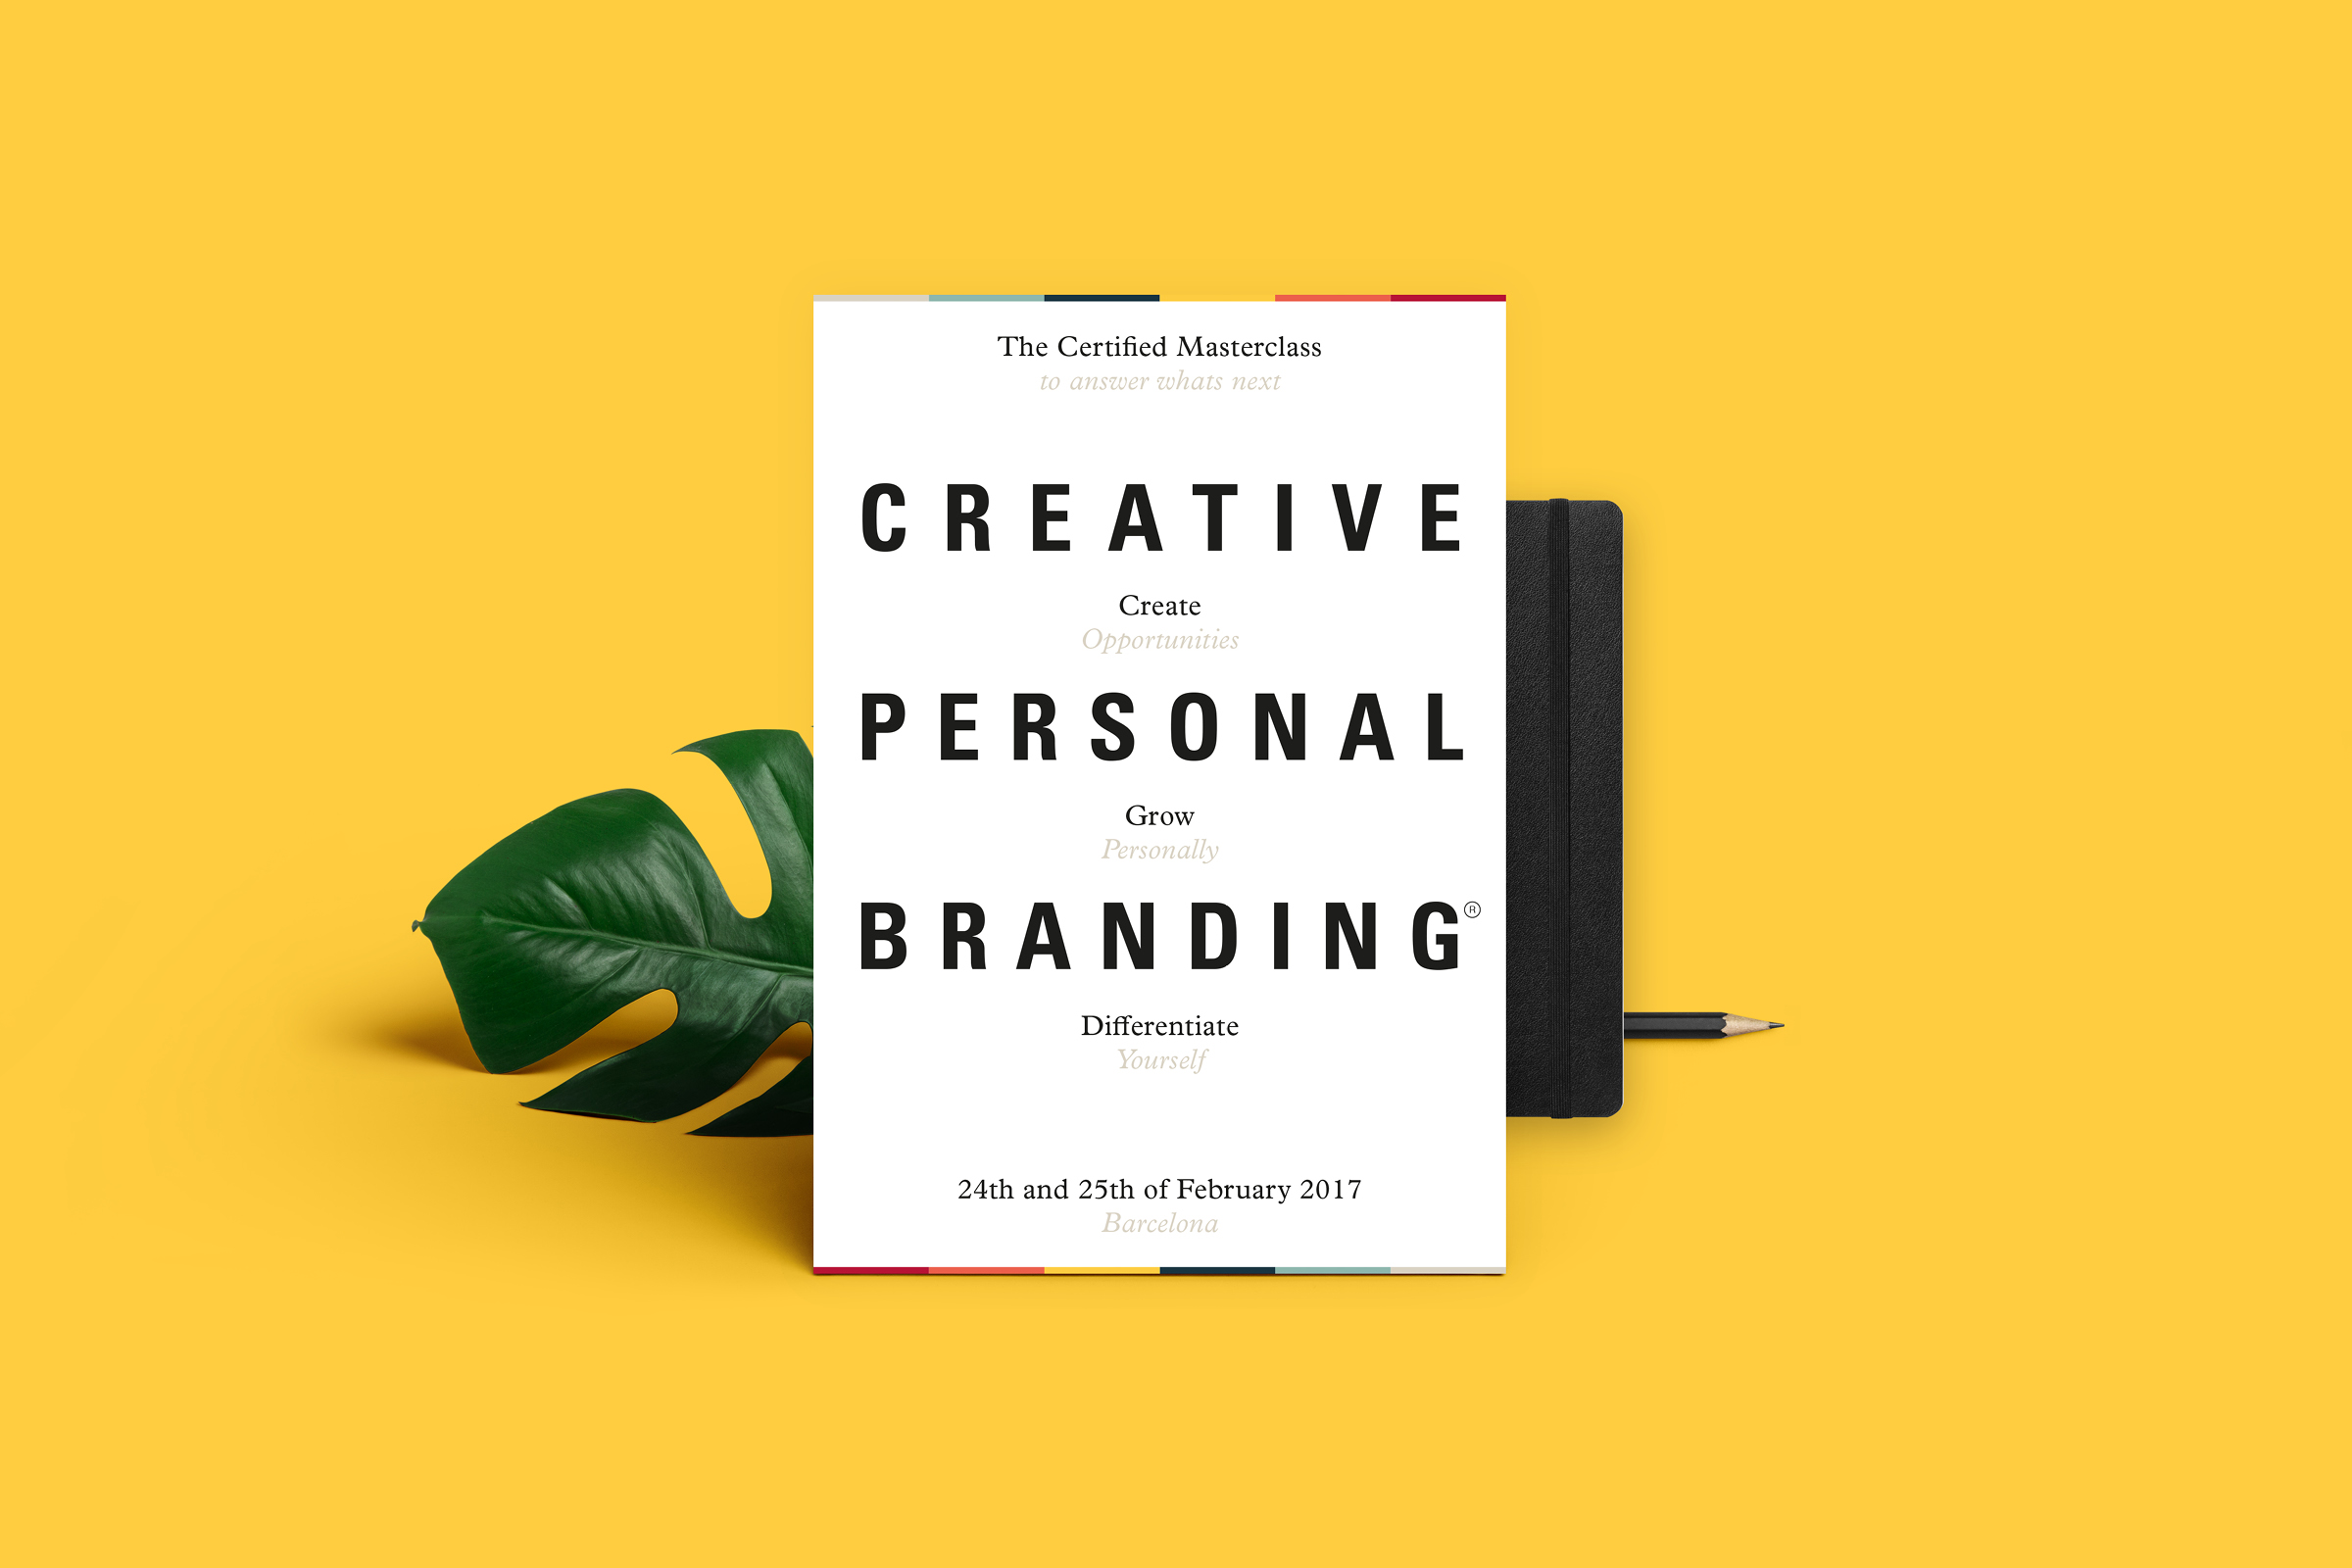 The Certified Masterclass
to answer whats next
CREATIVE
Create
Opportunities
PERSONAL
Grow
Personally
BRANDING®
Differentiate
Yourself
24th and 25th of February 2017
Barcelona